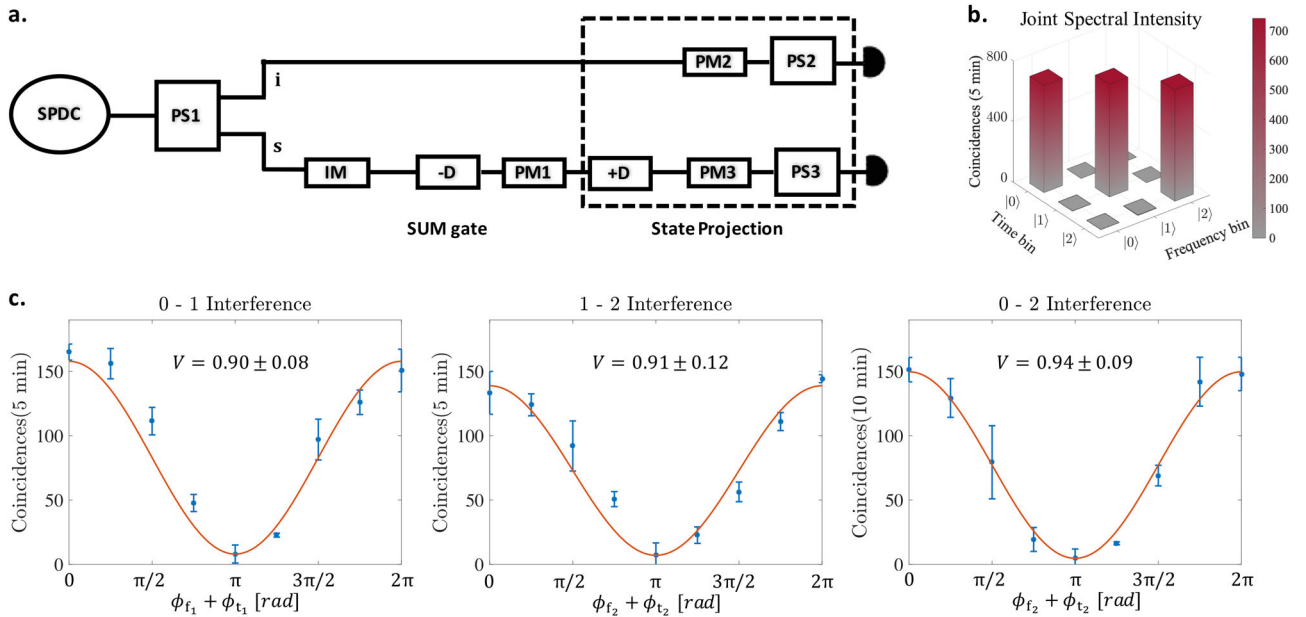 a.
SPDC
PS1
i
s
IM
-D
PM1
+D
PM2
PS2
PM3
PS3
SUM gate
State Projection
b.
Joint Spectral Intensity
Coincidences (5 min)
800
400
0
|0⟩
|1⟩
|2⟩
Time bin
|0⟩
|1⟩
|2⟩
Frequency bin
700
600
500
400
300
200
100
0
c.
0 - 1 Interference
V = 0.90 ± 0.08
Coincidences(5 min)
150
100
50
0
0 π/2 π 3π/2 2π
ϕf₁ + ϕt₁ [rad]
1 - 2 Interference
V = 0.91 ± 0.12
Coincidences(5 min)
150
100
50
0
0 π/2 π 3π/2 2π
ϕf₂ + ϕt₂ [rad]
0 - 2 Interference
V = 0.94 ± 0.09
Coincidences(10 min)
150
100
50
0
0 π/2 π 3π/2 2π
ϕf₂ + ϕt₂ [rad]